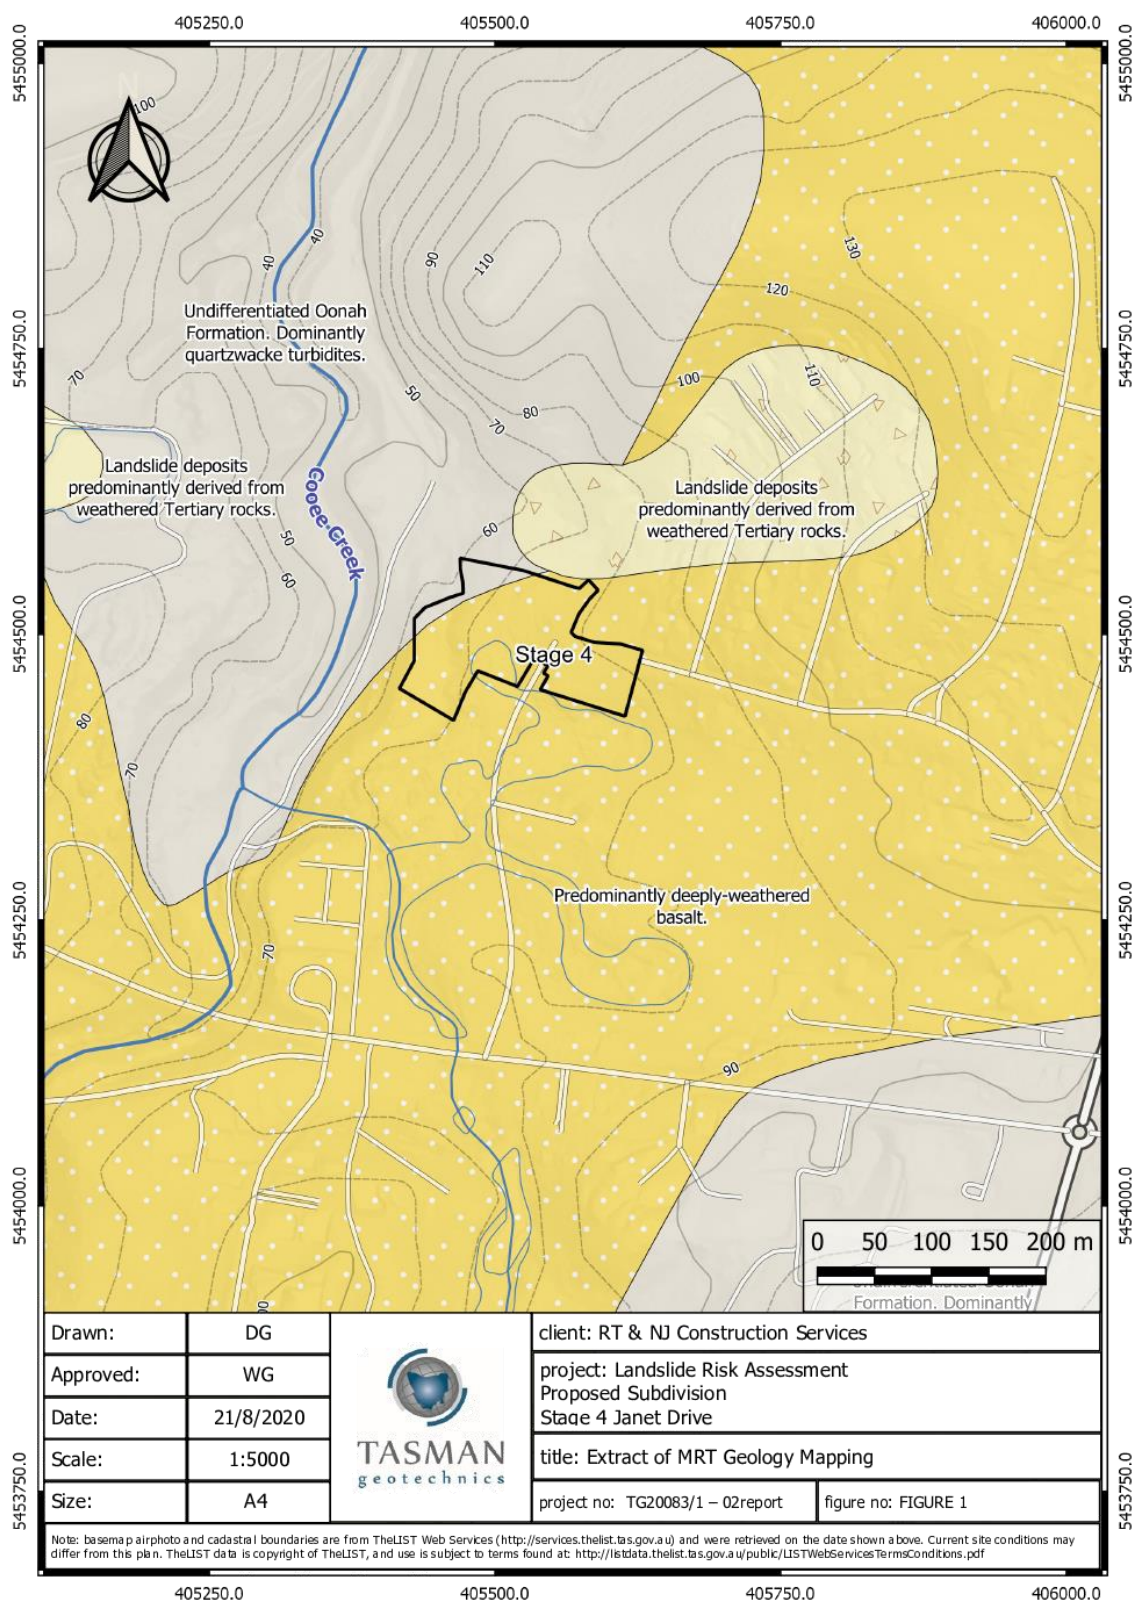 405250.0 405500.0 405750.0 406000.0
5455000.0 5455000.0
N
100
40
40
90
110
130
120
Undifferentiated Oonah
Formation. Dominantly
quartzwacke turbidites.
5454750.0 5454750.0
70
50
80
70
100
110
Landslide deposits
predominantly derived from
weathered Tertiary rocks.
Cooee Creek
Landslide deposits
predominantly derived from
weathered Tertiary rocks.
60
50
60
5454500.0 5454500.0
Stage 4
80
70
Predominantly deeply-weathered
basalt.
5454250.0 5454250.0
70
90
5454000.0 5454000.0
0 50 100 150 200 m
Formation. Dominantly
Drawn: DG
Approved: WG
Date: 21/8/2020
Scale: 1:5000
Size: A4
TASMAN
geotechnics
client: RT & NJ Construction Services
project: Landslide Risk Assessment
Proposed Subdivision
Stage 4 Janet Drive
title: Extract of MRT Geology Mapping
project no: TG20083/1 – 02report figure no: FIGURE 1
5453750.0 5453750.0
Note: basemap airphoto and cadastral boundaries are from TheLIST Web Services (http://services.thelist.tas.gov.au) and were retrieved on the date shown above. Current site conditions may
differ from this plan. TheLIST data is copyright of TheLIST, and use is subject to terms found at: http://listdata.thelist.tas.gov.au/public/LISTWebServicesTermsConditions.pdf
405250.0 405500.0 405750.0 406000.0